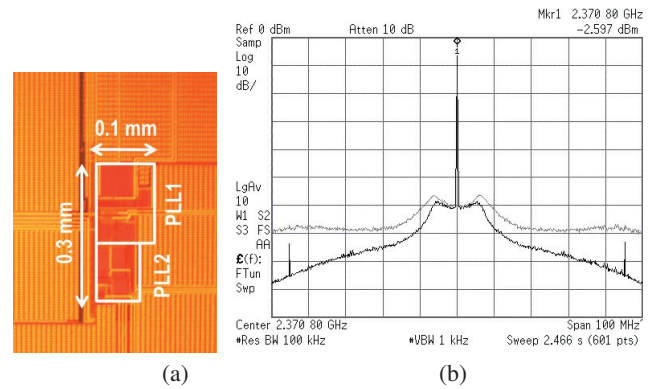 0.1 mm
0.3 mm
PLL1
PLL2
(a)
Mkr1 2.370 80 GHz
Ref 0 dBm Atten 10 dB -2.597 dBm
Samp
Log
10
dB/
1
LgAv
10
W1 S2
S3 FS
AA
£(f):
FTun
Swp
Center 2.370 80 GHz Span 100 MHz
#Res BW 100 kHz #VBW 1 kHz Sweep 2.466 s (601 pts)
(b)